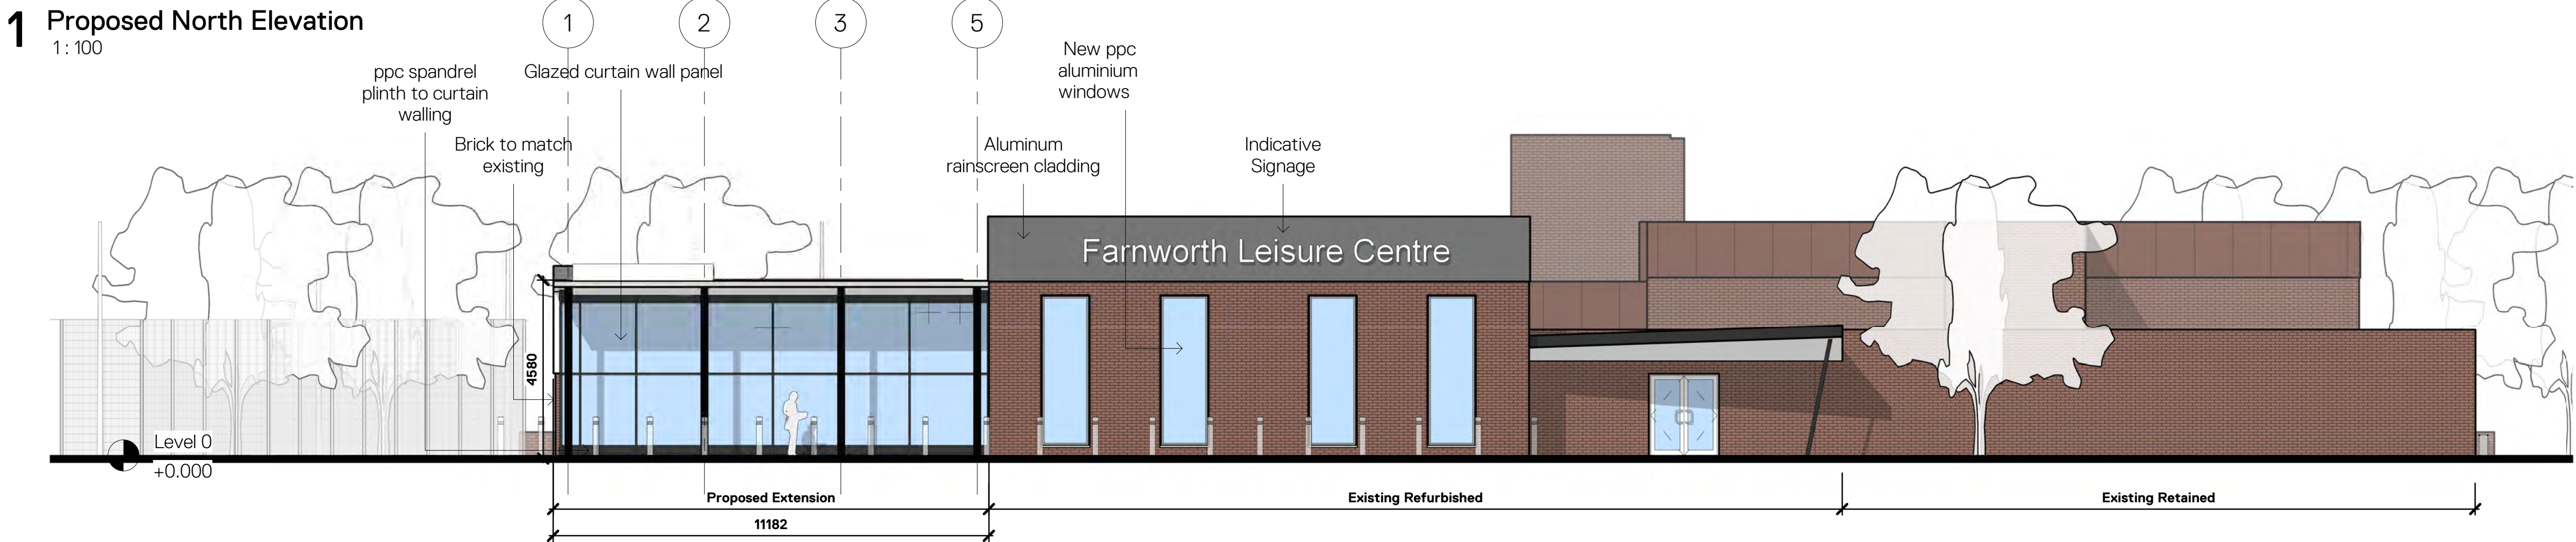 1 Proposed North Elevation
1 : 100
1
2
3
5
ppc spandrel
plinth to curtain
walling
Glazed curtain wall panel
Brick to match
existing
New ppc
aluminium
windows
Aluminum
rainscreen cladding
Indicative
Signage
Farnworth Leisure Centre
4580
Level 0
+0.000
Proposed Extension
Existing Refurbished
Existing Retained
11182